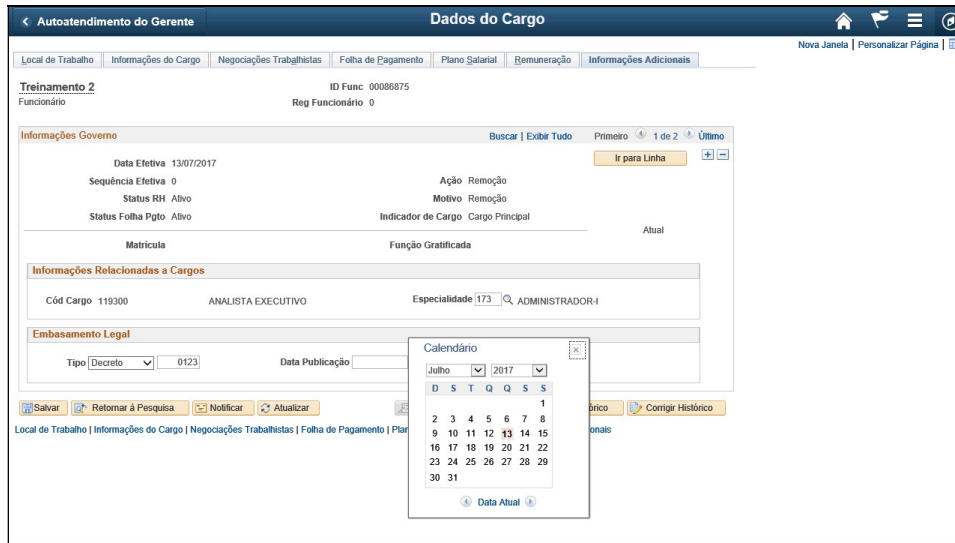 Autoatendimento do Gerente
Dados do Cargo
Nova Janela | Personalizar Página |
Local de Trabalho Informações do Cargo Negociações Trabalhistas Folha de Pagamento Plano Salarial Remuneração Informações Adicionais
Treinamento 2 ID Func 00086875
Funcionário Reg Funcionário 0
Informações Governo Buscar | Exibir Tudo Primeiro 1 de 2 Último
Data Efetiva 13/07/2017 Ir para Linha
Sequência Efetiva 0 Ação Remoção
Status RH Ativo Motivo Remoção
Status Folha Pgto Ativo Indicador de Cargo Cargo Principal
Atual
Matrícula Função Gratificada
Informações Relacionadas a Cargos
Cód Cargo 119300 ANALISTA EXECUTIVO Especialidade 173 ADMINISTRADOR-I
Embasamento Legal
Tipo Decreto 0123 Data Publicação
Calendário
Julho 2017
D S T Q Q S S
1
2 3 4 5 6 7 8
9 10 11 12 13 14 15
16 17 18 19 20 21 22
23 24 25 26 27 28 29
30 31
Data Atual
Salvar Retornar à Pesquisa Notificar Atualizar Corrigir Histórico
Local de Trabalho | Informações do Cargo | Negociações Trabalhistas | Folha de Pagamento |